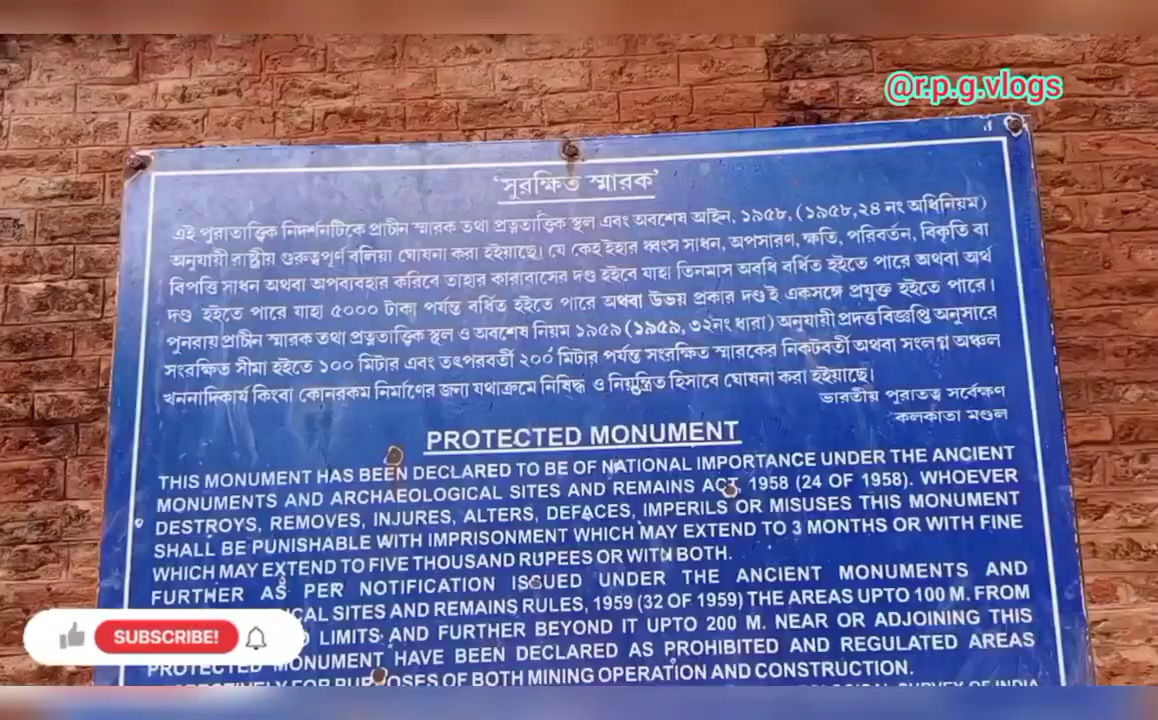 @r.p.g.vlogs
'সুরক্ষিত স্মারক'
এই পুরাতাত্ত্বিক নিদর্শনটিকে প্রাচীন স্মারক তথা প্রত্নতাত্ত্বিক স্থল এবং অবশেষ আইন, ১৯৫৮, (১৯৫৮,২৪ নং অধিনিয়ম)
অনুযায়ী রাষ্ট্রীয় গুরুত্বপূর্ণ বলিয়া ঘোষনা করা হইয়াছে। যে কেহ ইহার ধ্বংস সাধন, অপসারণ, ক্ষতি, পরিবর্তন, বিকৃতি বা
বিপত্তি সাধন অথবা অপব্যবহার করিবে তাহার কারাবাসের দণ্ড হইবে যাহা তিনমাস অবধি বর্ধিত হইতে পারে অথবা অর্থ
দণ্ড হইতে পারে যাহা ৫০০০ টাকা পর্যন্ত বর্ধিত হইতে পারে অথবা উভয় প্রকার দণ্ডই একসঙ্গে প্রযুক্ত হইতে পারে।
পুনরায় প্রাচীন স্মারক তথা প্রত্নতাত্ত্বিক স্থল ও অবশেষ নিয়ম ১৯৫৯ (১৯৫৯, ৩২নং ধারা) অনুযায়ী প্রদত্ত বিজ্ঞপ্তি অনুসারে
সংরক্ষিত সীমা হইতে ১০০ মিটার এবং তৎপরবর্তী ২০০ মিটার পর্যন্ত সংরক্ষিত স্মারকের নিকটবর্তী অথবা সংলগ্ন অঞ্চল
খননাদিকার্য কিংবা কোনরকম নির্মাণের জন্য যথাক্রমে নিষিদ্ধ ও নিয়ন্ত্রিত হিসাবে ঘোষনা করা হইয়াছে।
ভারতীয় পুরাতত্ব সর্বেক্ষণ
কলকাতা মণ্ডল
PROTECTED MONUMENT
THIS MONUMENT HAS BEEN DECLARED TO BE OF NATIONAL IMPORTANCE UNDER THE ANCIENT
MONUMENTS AND ARCHAEOLOGICAL SITES AND REMAINS ACT, 1958 (24 OF 1958). WHOEVER
DESTROYS, REMOVES, INJURES, ALTERS, DEFACES, IMPERILS OR MISUSES THIS MONUMENT
SHALL BE PUNISHABLE WITH IMPRISONMENT WHICH MAY EXTEND TO 3 MONTHS OR WITH FINE
WHICH MAY EXTEND TO FIVE THOUSAND RUPEES OR WITH BOTH.
FURTHER AS PER NOTIFICATION ISSUED UNDER THE ANCIENT MONUMENTS AND
SITES AND REMAINS RULES, 1959 (32 OF 1959) THE AREAS UPTO 100 M. FROM
LIMITS AND FURTHER BEYOND IT UPTO 200 M. NEAR OR ADJOINING THIS
PROTECTED MONUMENT HAVE BEEN DECLARED AS PROHIBITED AND REGULATED AREAS
FOR PURPOSES OF BOTH MINING OPERATION AND CONSTRUCTION.
SURVEY OF INDIA
SUBSCRIBE!